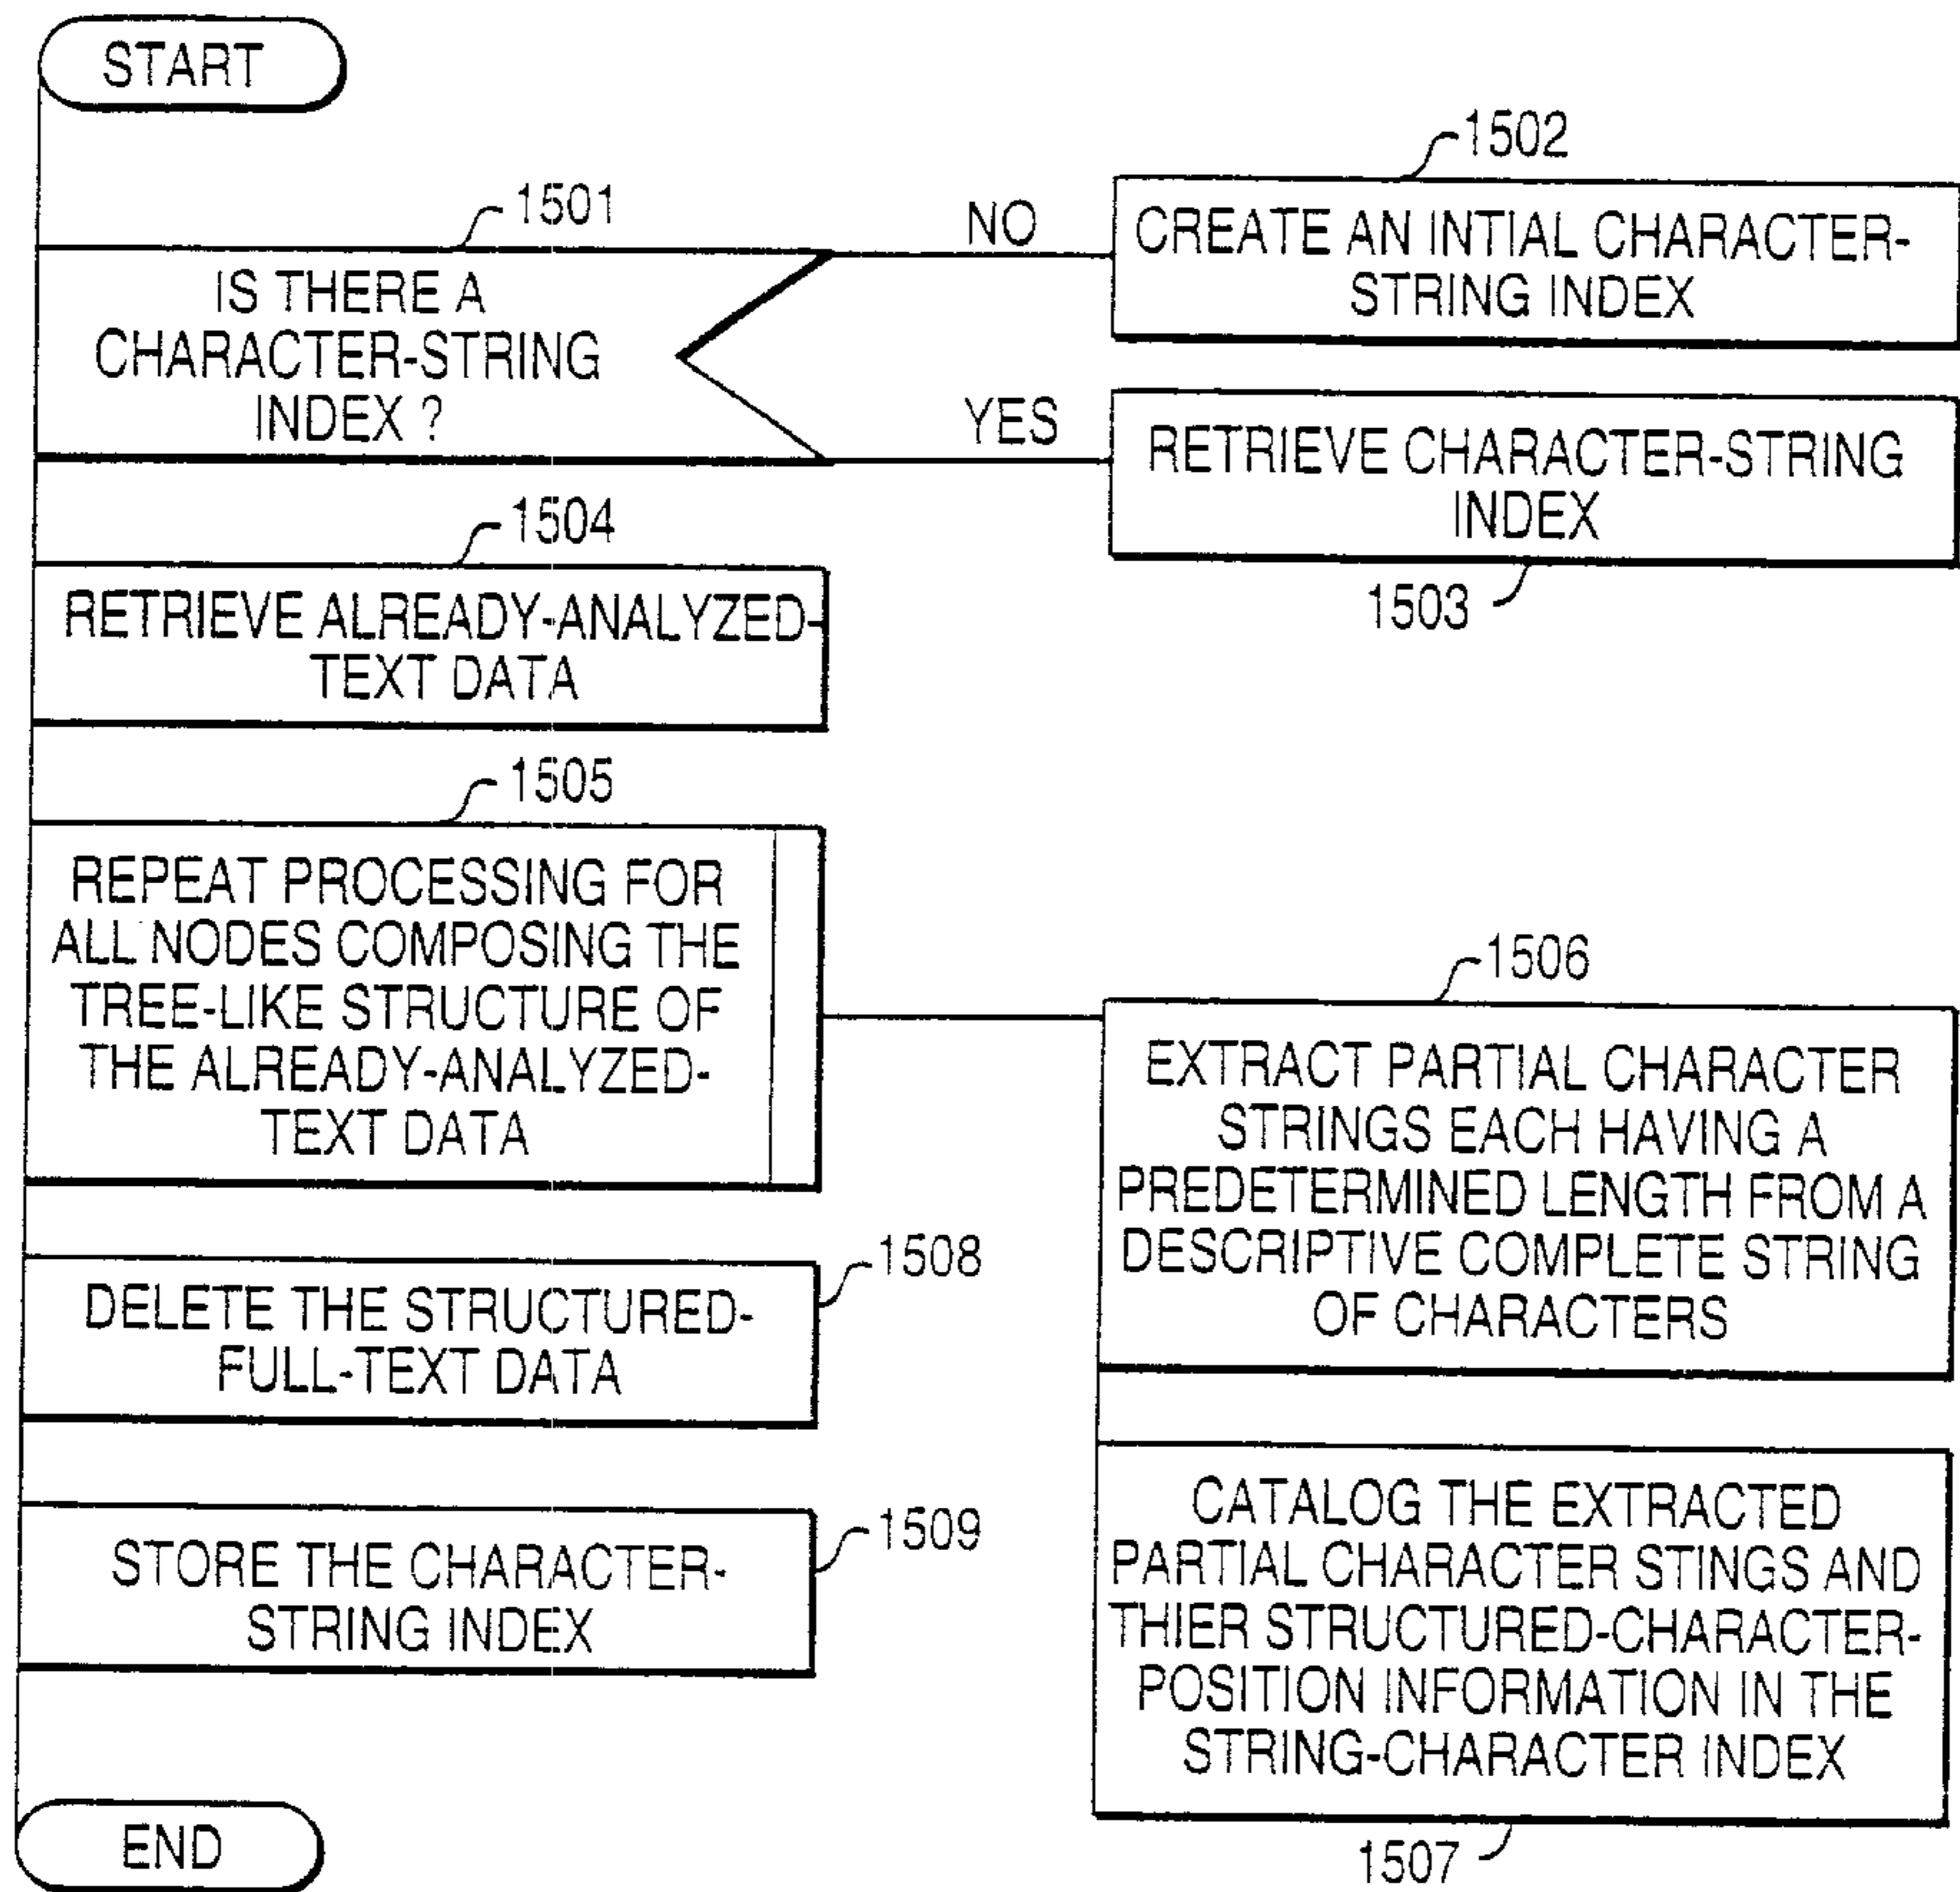 START
1501
IS THERE A
CHARACTER-STRING
INDEX ?
NO
1502
CREATE AN INTIAL CHARACTER-
STRING INDEX
YES
RETRIEVE CHARACTER-STRING
INDEX
1503
1504
RETRIEVE ALREADY-ANALYZED-
TEXT DATA
1505
REPEAT PROCESSING FOR
ALL NODES COMPOSING THE
TREE-LIKE STRUCTURE OF
THE ALREADY-ANALYZED-
TEXT DATA
1506
EXTRACT PARTIAL CHARACTER
STRINGS EACH HAVING A
PREDETERMINED LENGTH FROM A
DESCRIPTIVE COMPLETE STRING
OF CHARACTERS
CATALOG THE EXTRACTED
PARTIAL CHARACTER STINGS AND
THIER STRUCTURED-CHARACTER-
POSITION INFORMATION IN THE
STRING-CHARACTER INDEX
1507
1508
DELETE THE STRUCTURED-
FULL-TEXT DATA
1509
STORE THE CHARACTER-
STRING INDEX
END